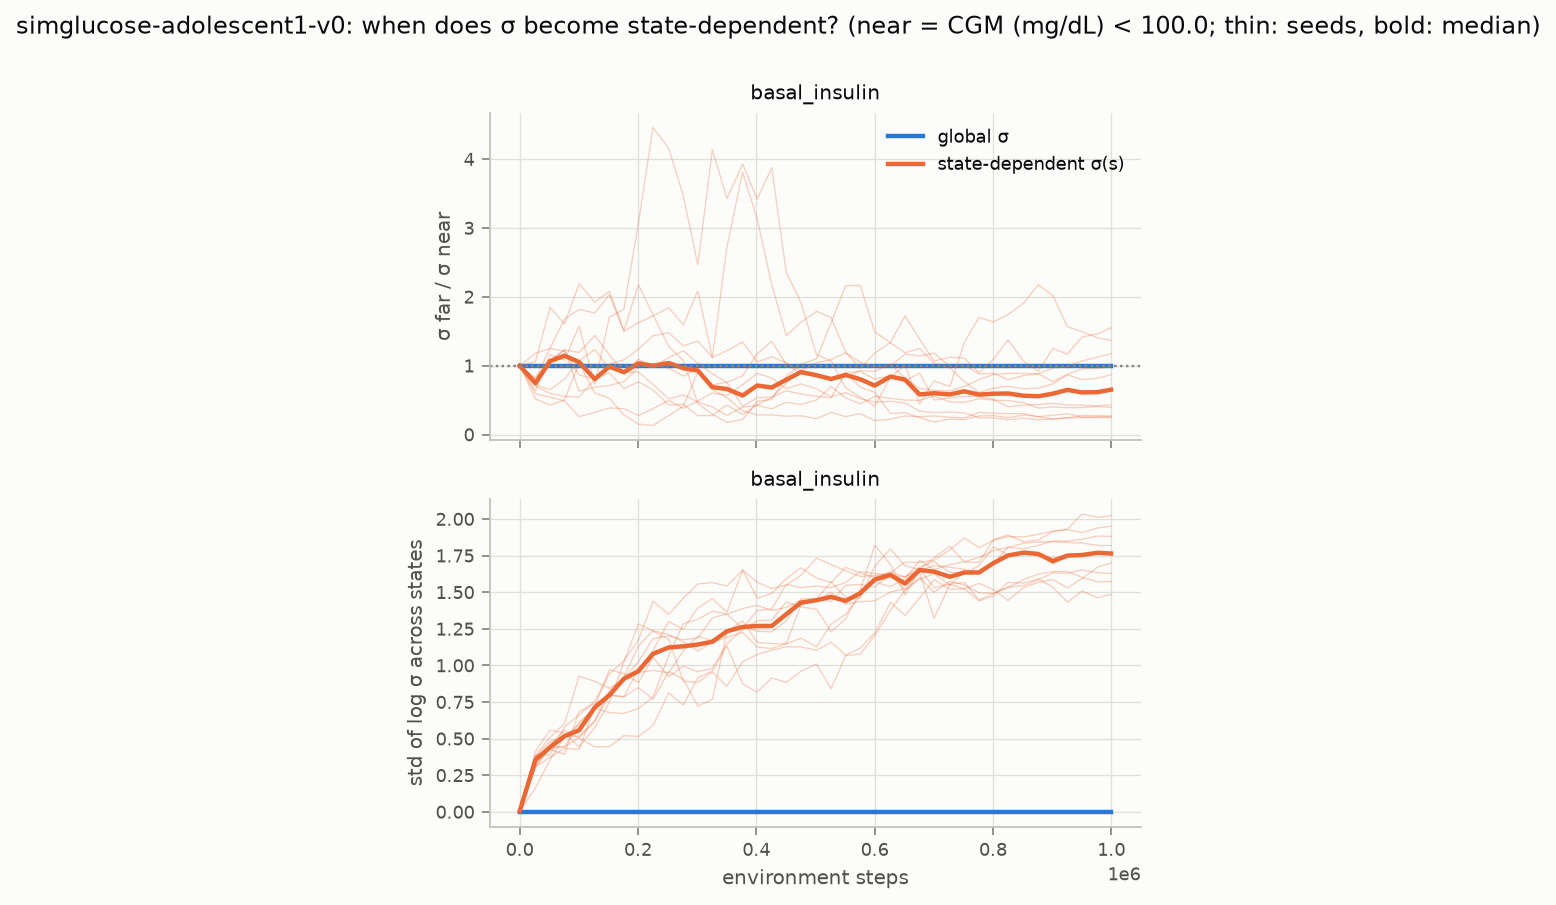 simglucose-adolescent1-v0: when does σ become state-dependent? (near = CGM (mg/dL) < 100.0; thin: seeds, bold: median)
basal_insulin
global σ
state-dependent σ(s)
σ far / σ near
4
3
2
1
0
basal_insulin
std of log σ across states
2.00
1.75
1.50
1.25
1.00
0.75
0.50
0.25
0.00
0.0 0.2 0.4 0.6 0.8 1.0
1e6
environment steps